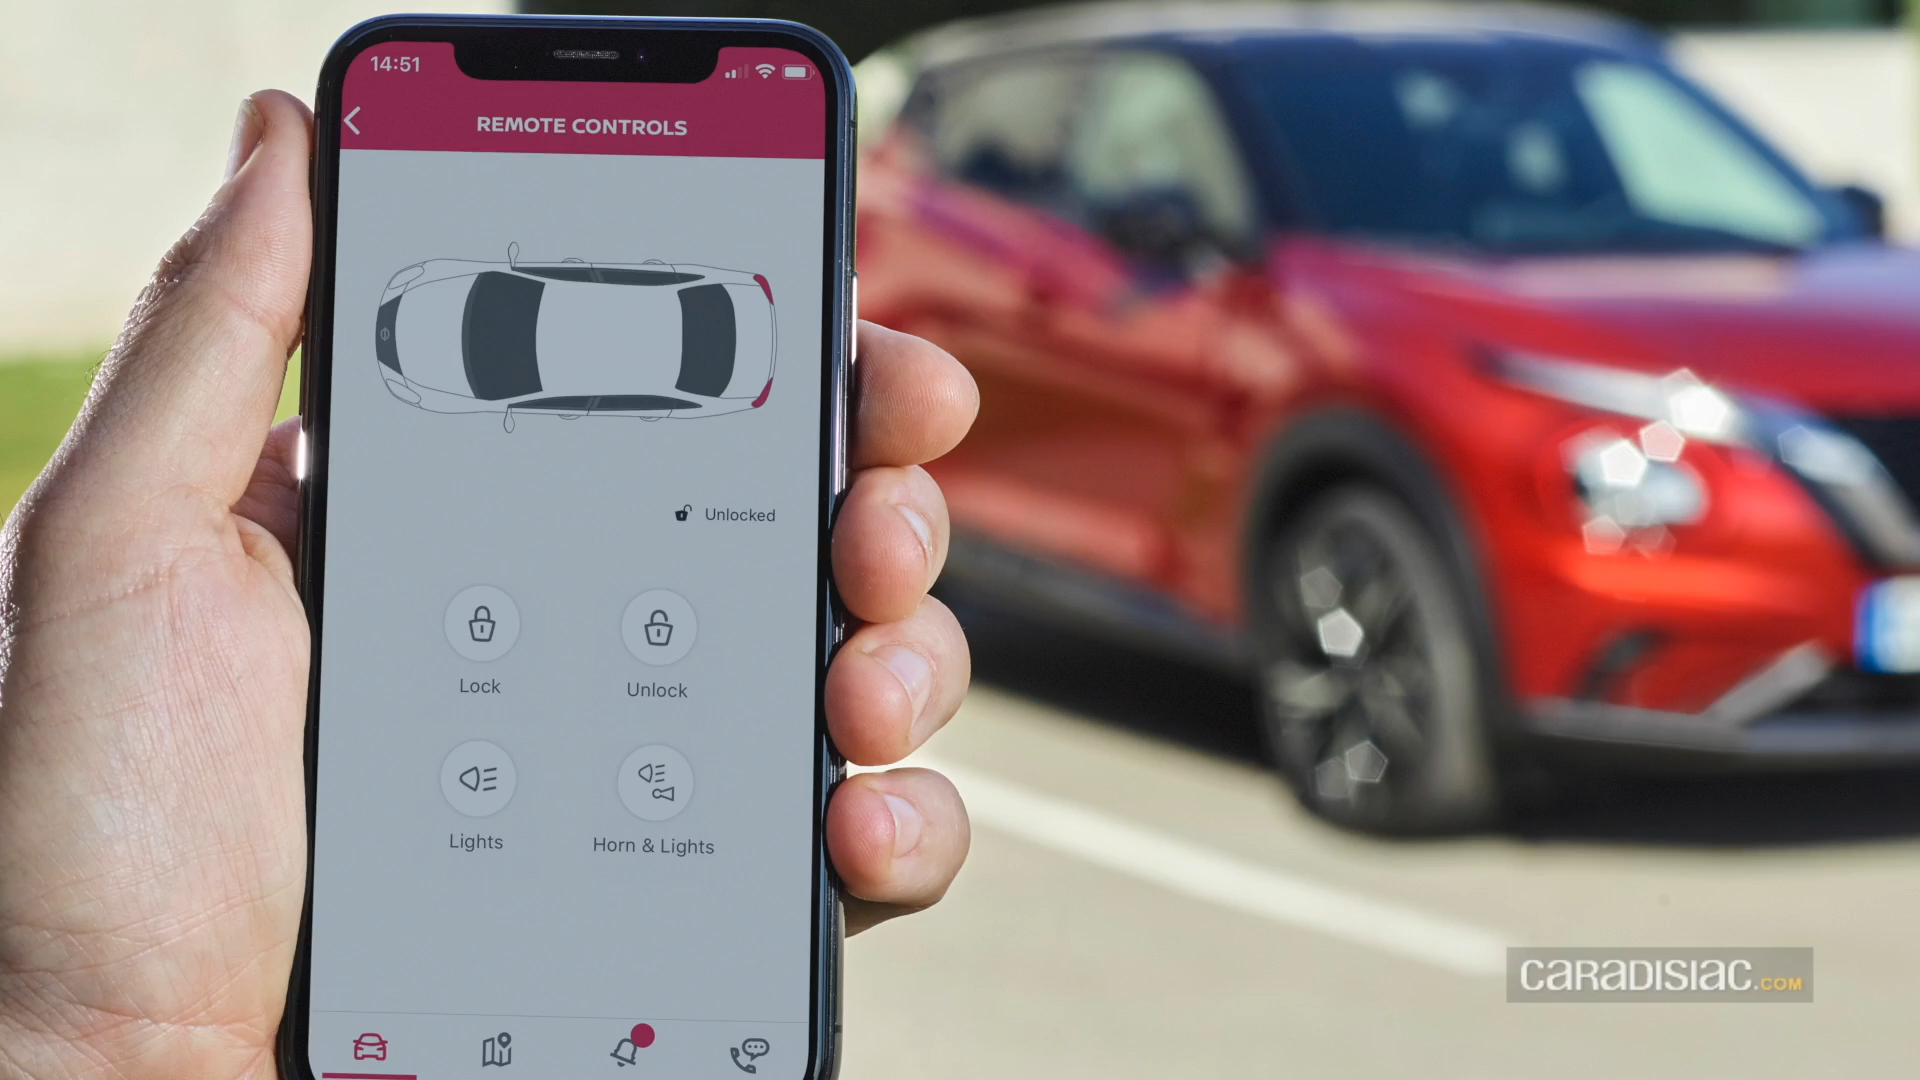 14:51
REMOTE CONTROLS
Unlocked
Lock
Unlock
Lights
Horn & Lights
CARADISIAC.COM